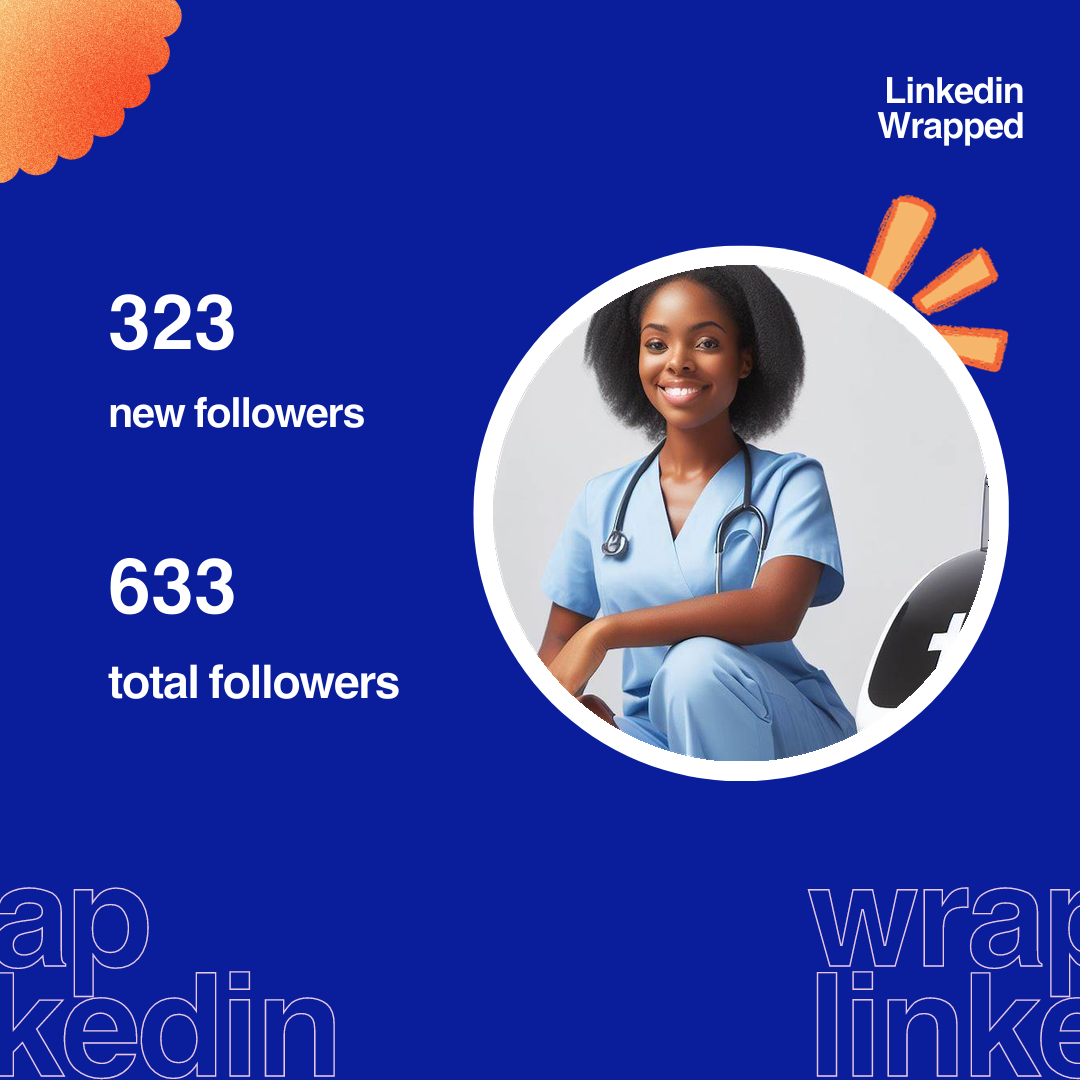 Linkedin
Wrapped
323
new followers
633
total followers
ap
wrap
kedin
linke